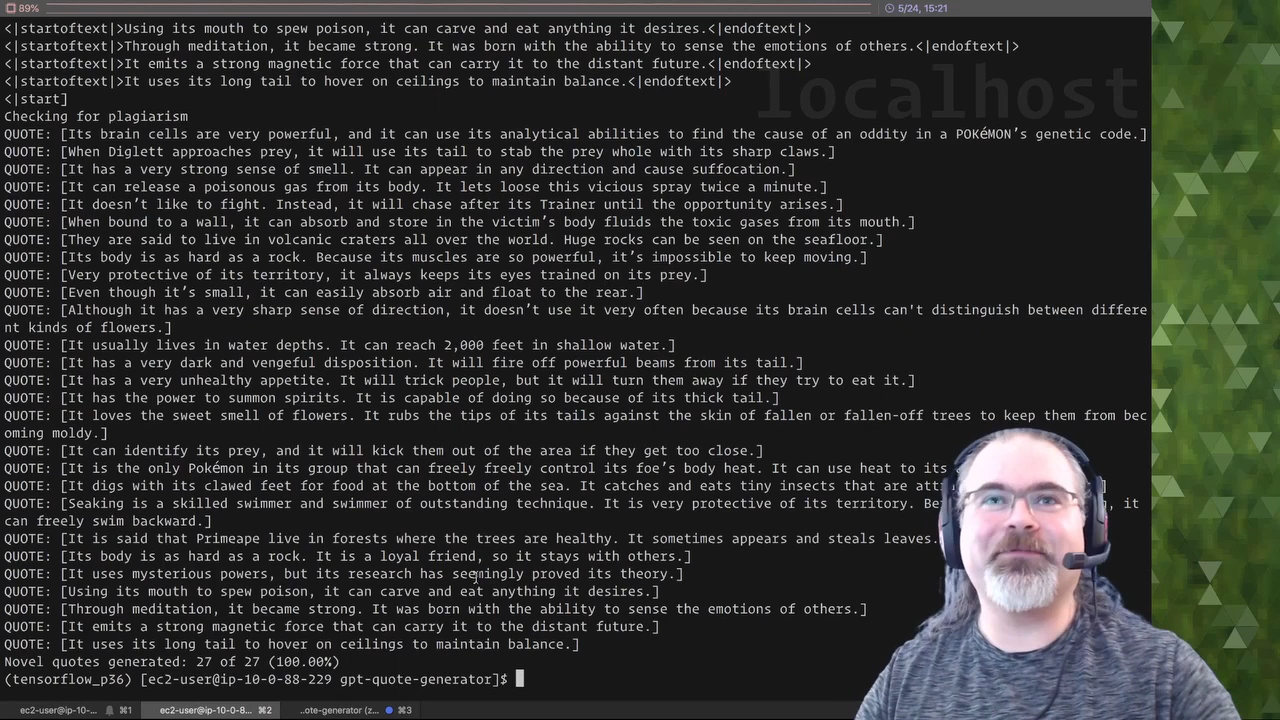 89%
5/24, 15:21
<|startoftext|>Using its mouth to spew poison, it can carve and eat anything it desires.<|endoftext|>
<|startoftext|>Through meditation, it became strong. It was born with the ability to sense the emotions of others.<|endoftext|>
<|startoftext|>It emits a strong magnetic force that can carry it to the distant future.<|endoftext|>
<|startoftext|>It uses its long tail to hover on ceilings to maintain balance.<|endoftext|>
localhost
<|start]
Checking for plagiarism
QUOTE: [Its brain cells are very powerful, and it can use its analytical abilities to find the cause of an oddity in a POKéMON’s genetic code.]
QUOTE: [When Diglett approaches prey, it will use its tail to stab the prey whole with its sharp claws.]
QUOTE: [It has a very strong sense of smell. It can appear in any direction and cause suffocation.]
QUOTE: [It can release a poisonous gas from its body. It lets loose this vicious spray twice a minute.]
QUOTE: [It doesn’t like to fight. Instead, it will chase after its Trainer until the opportunity arises.]
QUOTE: [When bound to a wall, it can absorb and store in the victim’s body fluids the toxic gases from its mouth.]
QUOTE: [They are said to live in volcanic craters all over the world. Huge rocks can be seen on the seafloor.]
QUOTE: [Its body is as hard as a rock. Because its muscles are so powerful, it’s impossible to keep moving.]
QUOTE: [Very protective of its territory, it always keeps its eyes trained on its prey.]
QUOTE: [Even though it’s small, it can easily absorb air and float to the rear.]
QUOTE: [Although it has a very sharp sense of direction, it doesn’t use it very often because its brain cells can't distinguish between differe
nt kinds of flowers.]
QUOTE: [It usually lives in water depths. It can reach 2,000 feet in shallow water.]
QUOTE: [It has a very dark and vengeful disposition. It will fire off powerful beams from its tail.]
QUOTE: [It has a very unhealthy appetite. It will trick people, but it will turn them away if they try to eat it.]
QUOTE: [It has the power to summon spirits. It is capable of doing so because of its thick tail.]
QUOTE: [It loves the sweet smell of flowers. It rubs the tips of its tails against the skin of fallen or fallen-off trees to keep them from bec
oming moldy.]
QUOTE: [It can identify its prey, and it will kick them out of the area if they get too close.]
QUOTE: [It is the only Pokémon in its group that can freely freely control its foe’s body heat. It can use heat to its
QUOTE: [It digs with its clawed feet for food at the bottom of the sea. It catches and eats tiny insects that are ]
QUOTE: [Seaking is a skilled swimmer and swimmer of outstanding technique. It is very protective of its territory. , it
can freely swim backward.]
QUOTE: [It is said that Primeape live in forests where the trees are healthy. It sometimes appears and steals leaves.
QUOTE: [Its body is as hard as a rock. It is a loyal friend, so it stays with others.]
QUOTE: [It uses mysterious powers, but its research has seemingly proved its theory.]
QUOTE: [Using its mouth to spew poison, it can carve and eat anything it desires.]
QUOTE: [Through meditation, it became strong. It was born with the ability to sense the emotions of others.]
QUOTE: [It emits a strong magnetic force that can carry it to the distant future.]
QUOTE: [It uses its long tail to hover on ceilings to maintain balance.]
Novel quotes generated: 27 of 27 (100.00%)
(tensorflow_p36) [ec2-user@ip-10-0-88-229 gpt-quote-generator]$
ec2-user@ip-10-... ⌘1 ec2-user@ip-10-0-8... ⌘2 ..ote-generator (z... ⌘3